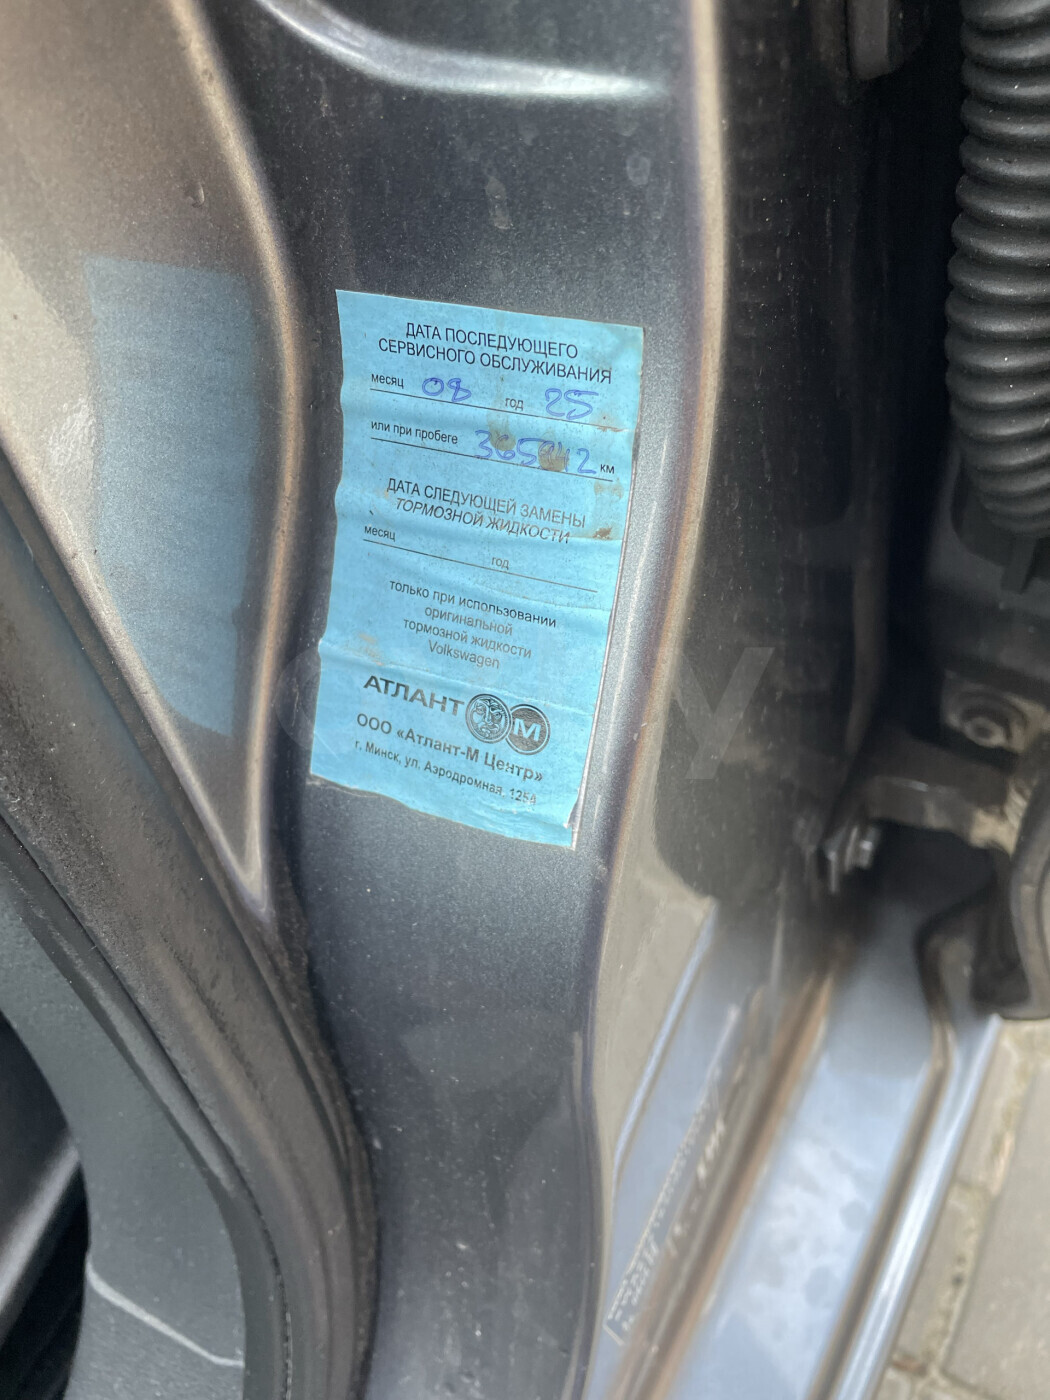 ДАТА ПОСЛЕДУЮЩЕГО
СЕРВИСНОГО ОБСЛУЖИВАНИЯ
месяц 08 год 25
или при пробеге км
ДАТА СЛЕДУЮЩЕЙ ЗАМЕНЫ
ТОРМОЗНОЙ ЖИДКОСТИ
месяц год
только при использовании
оригинальной
тормозной жидкости
Volkswagen
АТЛАНТ М
ООО «Атлант-М Центр»
г. Минск, ул. Аэродромная, 125А